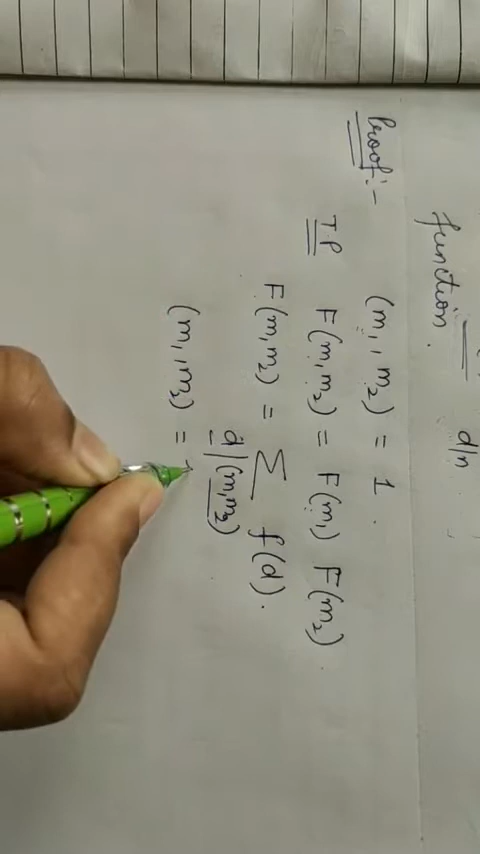 d|n
function.
Proof:-
(m₁, m₂) = 1.
T.P F(m₁m₂) = F(m₁) F(m₂).
F(m₁m₂) = Σ f(d).
d|(m₁m₂)
(m₁, m₂) = 1